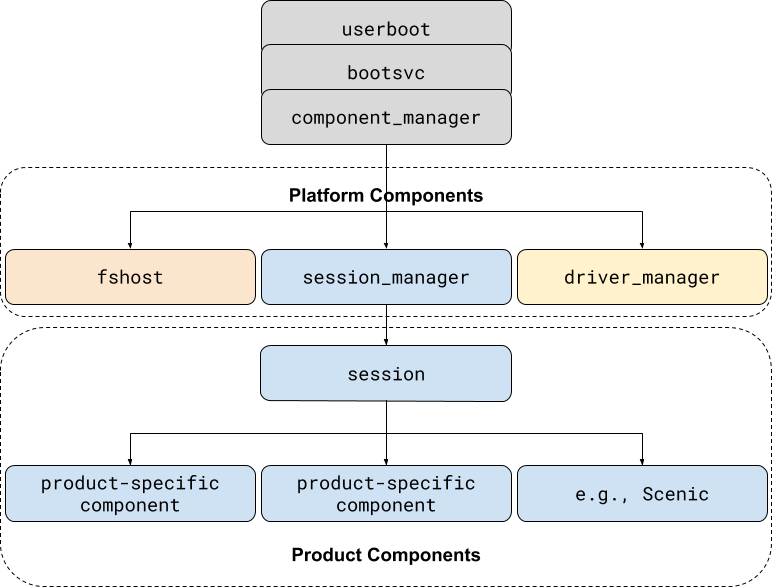 userboot
bootsvc
component_manager
Platform Components
fshost
session_manager
driver_manager
session
product-specific
component
product-specific
component
e.g., Scenic
Product Components